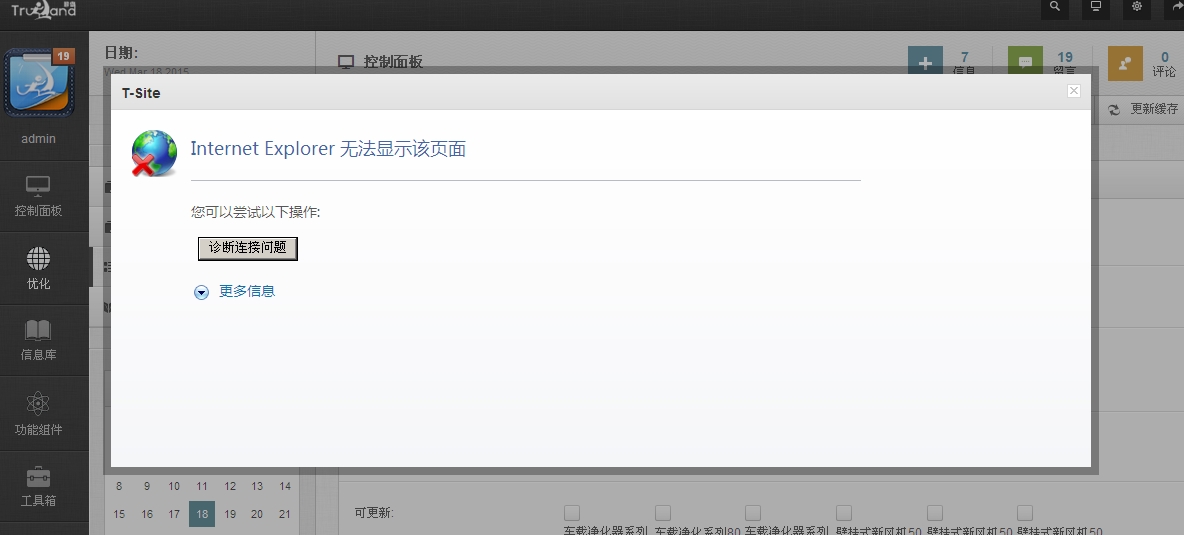 19
admin
控制面板
优化
信息库
功能组件
工具箱
日期:
Wed Mar 18 2015
控制面板
7
信息
19
留言
0
评论
更新缓存
T-Site
Internet Explorer 无法显示该页面
您可以尝试以下操作:
诊断连接问题
更多信息
8 9 10 11 12 13 14
15 16 17 18 19 20 21
可更新:
车载净化器系列 车载净化系列80 车载净化器系列 壁挂式新风机50 壁挂式新风机50 壁挂式新风机50